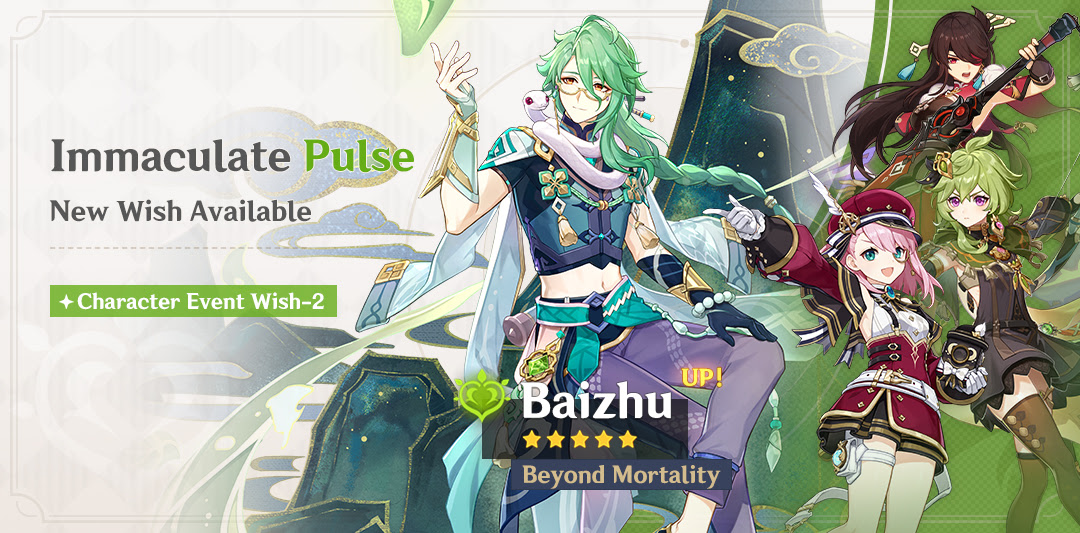 Immaculate Pulse
New Wish Available
Character Event Wish-2
UP!
Baizhu
Beyond Mortality